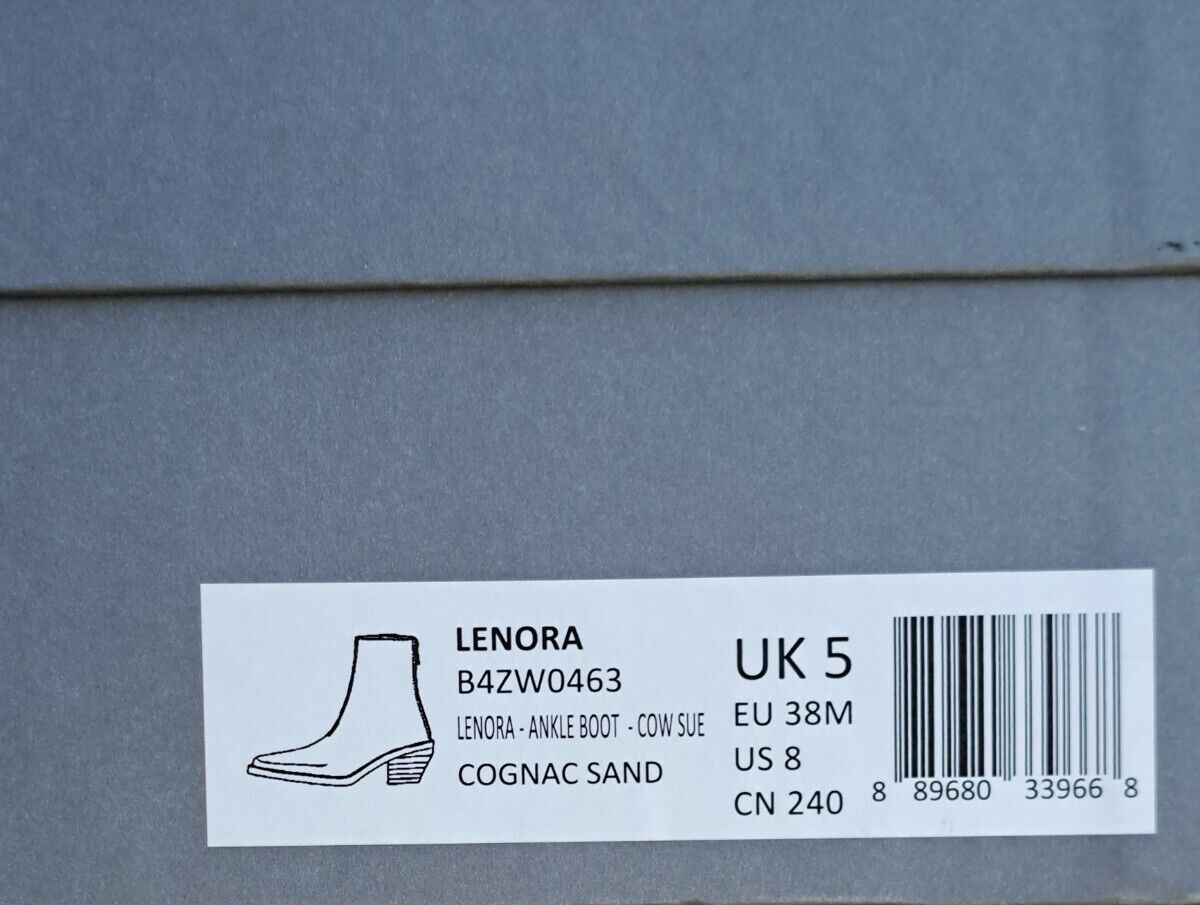 LENORA
B4ZW0463
LENORA - ANKLE BOOT - COW SUE
COGNAC SAND
UK 5
EU 38M
US 8
CN 240
8 89680 33966 8